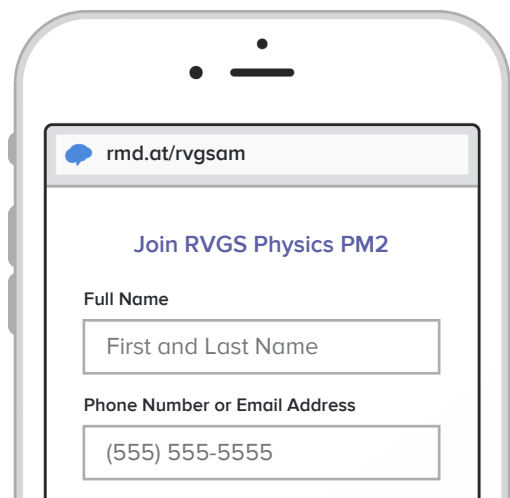 rmd.at/rvgsam
Join RVGS Physics PM2
Full Name
First and Last Name
Phone Number or Email Address
(555) 555-5555